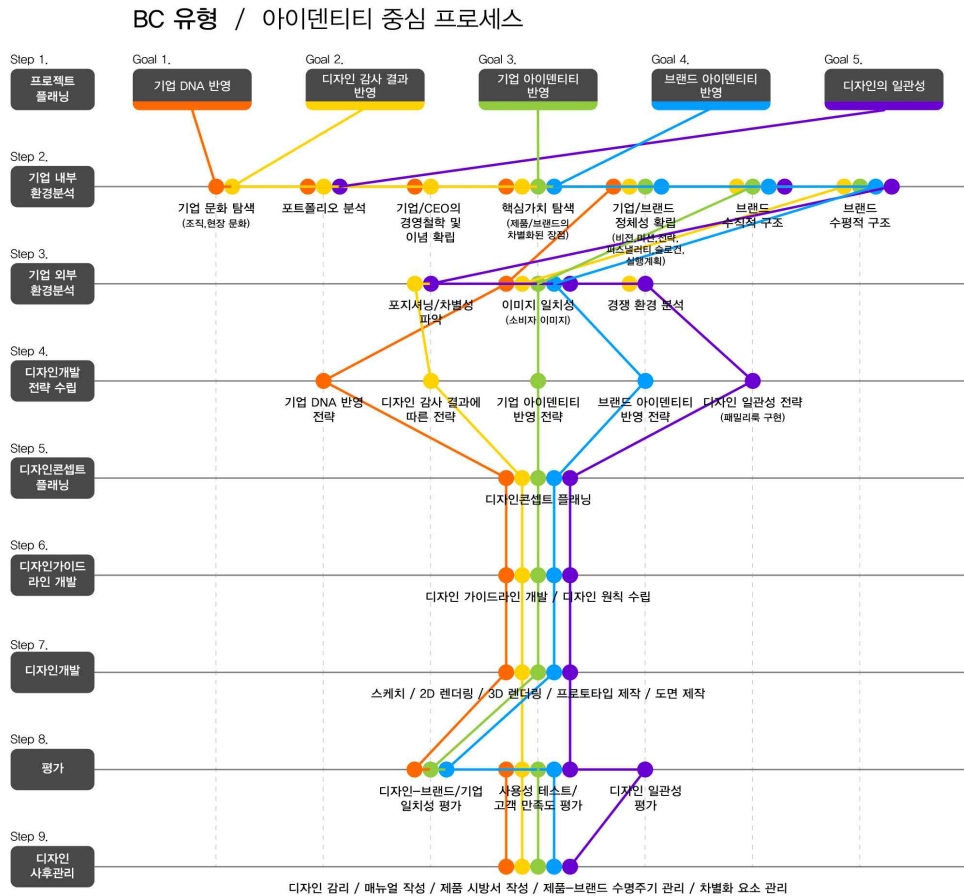 BC 유형 / 아이덴티티 중심 프로세스
Step 1.
프로젝트
플래닝
Goal 1.
기업 DNA 반영
Goal 2.
디자인 감사 결과
반영
Goal 3.
기업 아이덴티티
반영
Goal 4.
브랜드 아이덴티티
반영
Goal 5.
디자인의 일관성
Step 2.
기업 내부
환경분석
기업 문화 탐색
(조직,현장 문화)
포트폴리오 분석
기업/CEO의
경영철학 및
이념 확립
핵심가치 탐색
(제품/브랜드의
차별화된 장점)
기업/브랜드
정체성 확립
(비전,미션,전략,
퍼스낼러티,슬로건,
실행계획)
브랜드
수직적 구조
브랜드
수평적 구조
Step 3.
기업 외부
환경분석
포지셔닝/차별성
파악
이미지 일치성
(소비자 이미지)
경쟁 환경 분석
Step 4.
디자인개발
전략 수립
기업 DNA 반영
전략
디자인 감사 결과에
따른 전략
기업 아이덴티티
반영 전략
브랜드 아이덴티티
반영 전략
디자인 일관성 전략
(패밀리룩 구현)
Step 5.
디자인콘셉트
플래닝
디자인콘셉트 플래닝
Step 6.
디자인가이드
라인 개발
디자인 가이드라인 개발 / 디자인 원칙 수립
Step 7.
디자인개발
스케치 / 2D 렌더링 / 3D 렌더링 / 프로토타입 제작 / 도면 제작
Step 8.
평가
디자인-브랜드/기업
일치성 평가
사용성 테스트/
고객 만족도 평가
디자인 일관성
평가
Step 9.
디자인
사후관리
디자인 감리 / 매뉴얼 작성 / 제품 시방서 작성 / 제품-브랜드 수명주기 관리 / 차별화 요소 관리